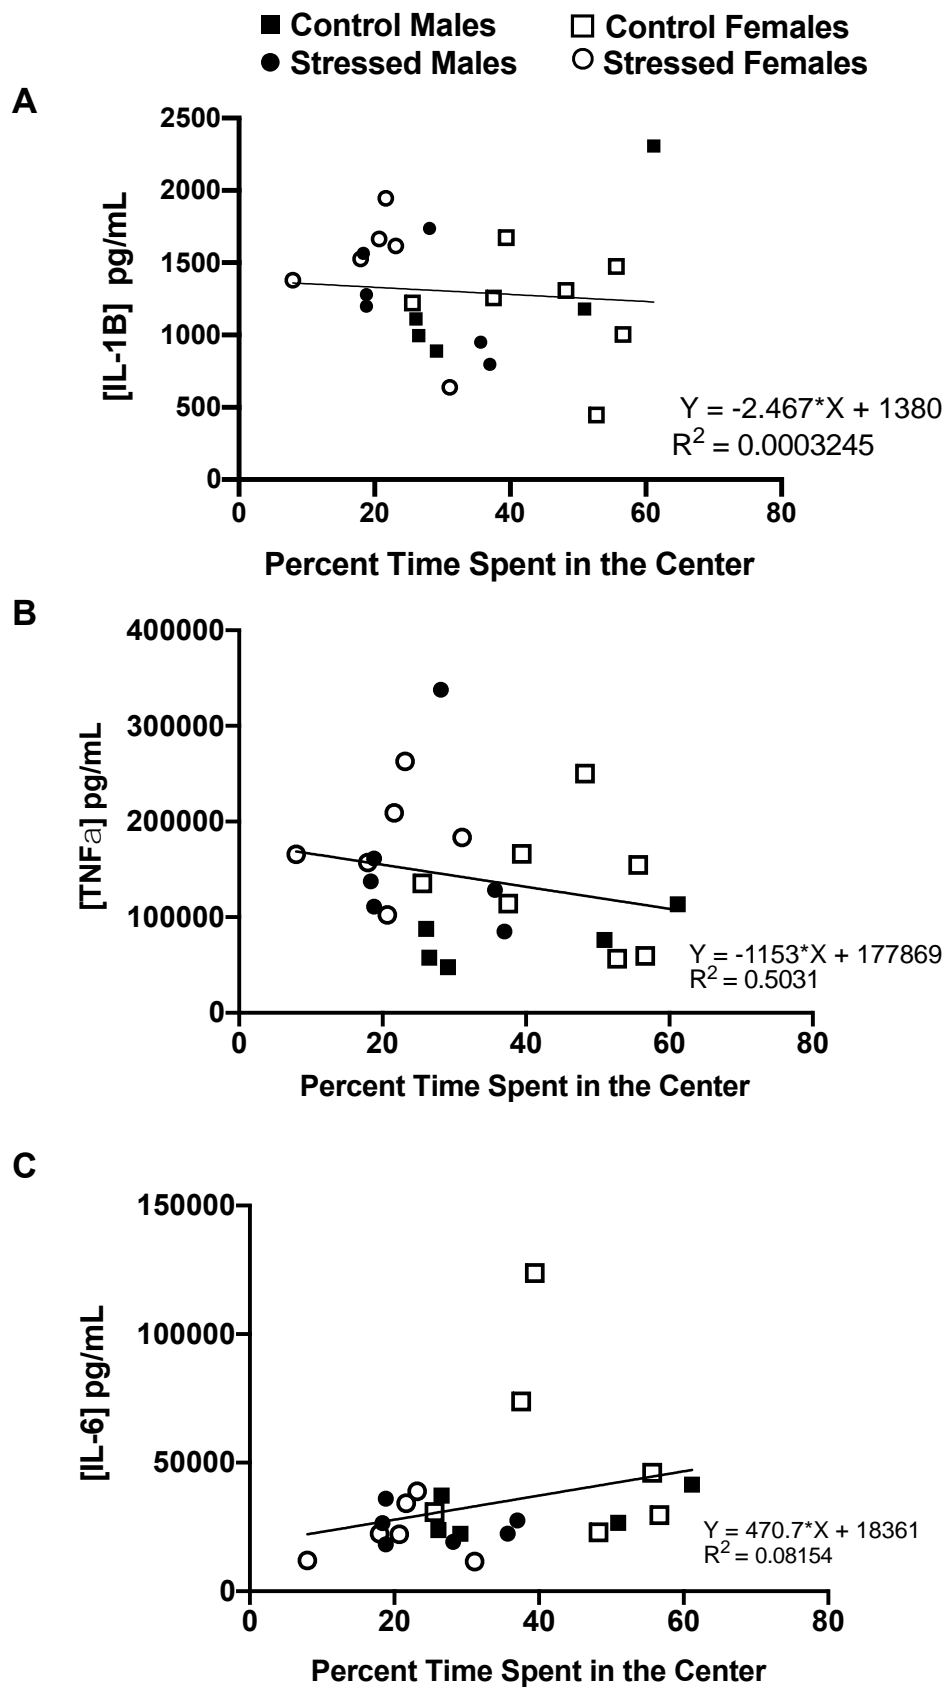 Control Males Control Females
Stressed Males Stressed Females
A
2500
2000
1500
1000
500
0
[IL-1B] pg/mL
Y = -2.467*X + 1380
R² = 0.0003245
0 20 40 60 80
Percent Time Spent in the Center
B
400000
300000
200000
100000
0
[TNFa] pg/mL
Y = -1153*X + 177869
R² = 0.5031
0 20 40 60 80
Percent Time Spent in the Center
C
150000
100000
50000
0
[IL-6] pg/mL
Y = 470.7*X + 18361
R² = 0.08154
0 20 40 60 80
Percent Time Spent in the Center